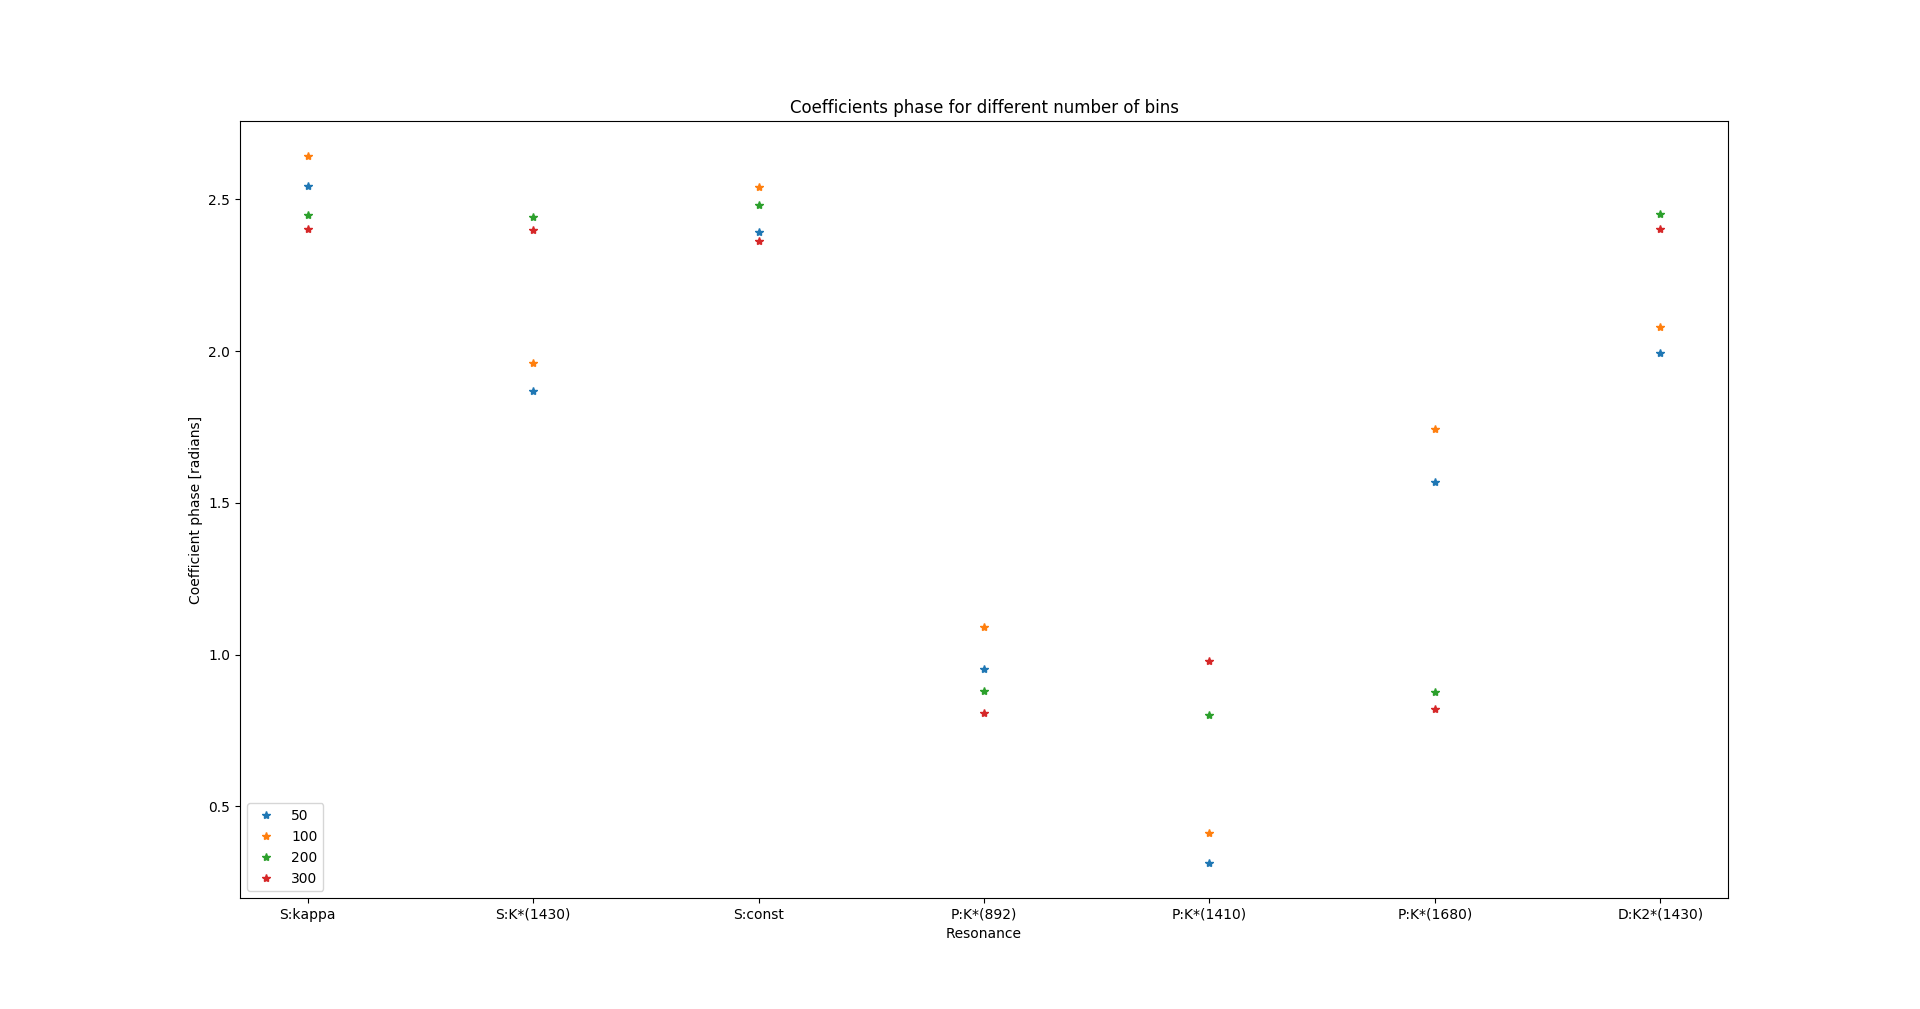 Coefficients phase for different number of bins
Coefficient phase [radians]
2.5
2.0
1.5
1.0
0.5
50
100
200
300
S:kappa S:K*(1430) S:const P:K*(892) P:K*(1410) P:K*(1680) D:K2*(1430)
Resonance